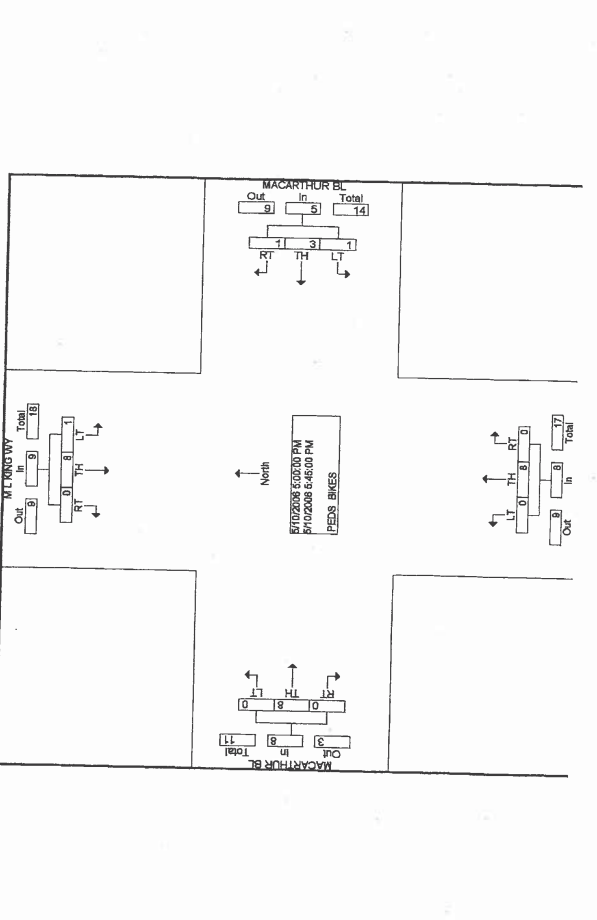 MACARTHUR BL
Out In Total
9 5 14
1 3 1
RT TH LT
M L KING WY
Out In Total
9 9 18
0 8 1
RT TH LT
North
5/10/2006 5:00:00 PM
5/10/2006 5:45:00 PM
PEDS BIKES
LT TH RT
0 8 0
Out In Total
9 8 17
LT TH RT
0 8 0
Total In Out
11 8 3
MACARTHUR BL